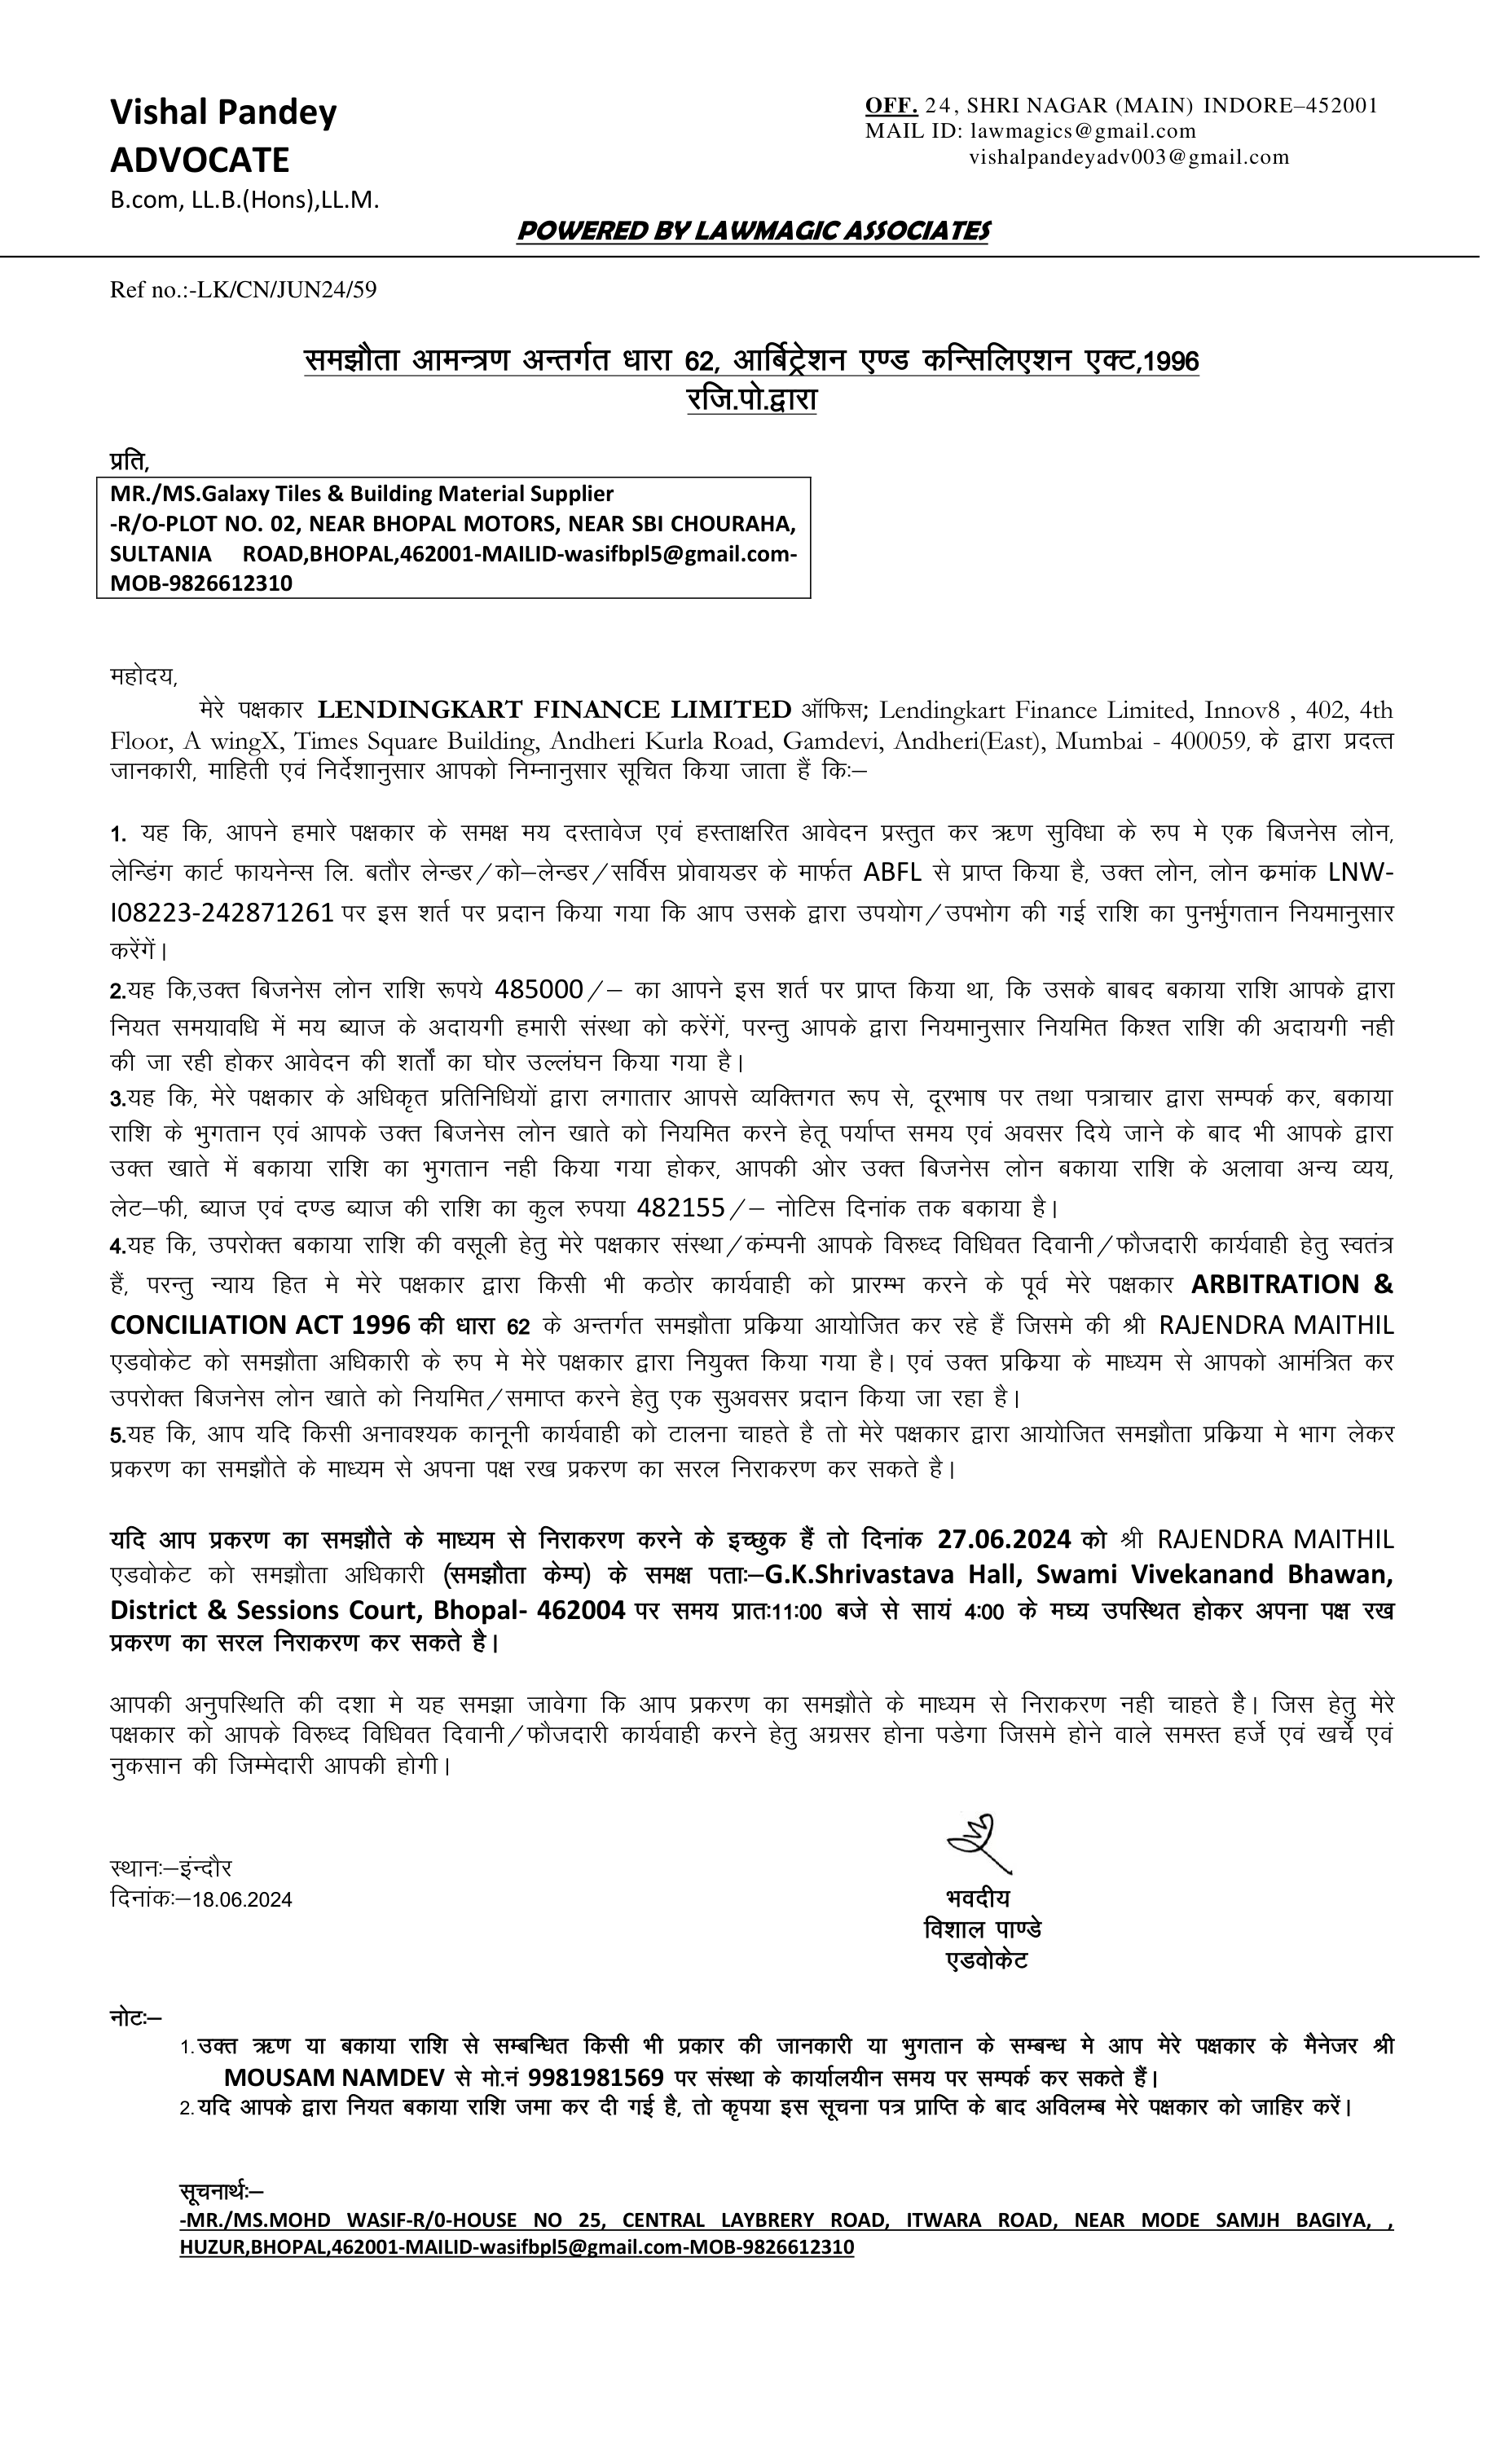 Vishal Pandey
ADVOCATE
B.com, LL.B.(Hons),LL.M.
OFF. 24, SHRI NAGAR (MAIN) INDORE–452001
MAIL ID: lawmagics@gmail.com
vishalpandeyadv003@gmail.com
POWERED BY LAWMAGIC ASSOCIATES
Ref no.:-LK/CN/JUN24/59
समझौता आमन्त्रण अन्तर्गत धारा 62, आर्बिट्रेशन एण्ड कन्सिलिएशन एक्ट,1996
रजि.पो.द्वारा
प्रति,
MR./MS.Galaxy Tiles & Building Material Supplier
-R/O-PLOT NO. 02, NEAR BHOPAL MOTORS, NEAR SBI CHOURAHA,
SULTANIA ROAD,BHOPAL,462001-MAILID-wasifbpl5@gmail.com-
MOB-9826612310
महोदय,
मेरे पक्षकार LENDINGKART FINANCE LIMITED ऑफिस; Lendingkart Finance Limited, Innov8 , 402, 4th
Floor, A wingX, Times Square Building, Andheri Kurla Road, Gamdevi, Andheri(East), Mumbai - 400059, के द्वारा प्रदत्त
जानकारी, माहिती एवं निर्देशानुसार आपको निम्नानुसार सूचित किया जाता हैं कि:–
1. यह कि, आपने हमारे पक्षकार के समक्ष मय दस्तावेज एवं हस्ताक्षरित आवेदन प्रस्तुत कर ऋण सुविधा के रुप मे एक बिजनेस लोन,
लेन्डिंग कार्ट फायनेन्स लि. बतौर लेन्डर/को–लेन्डर/सर्विस प्रोवायडर के मार्फत ABFL से प्राप्त किया है, उक्त लोन, लोन क्रमांक LNW-
I08223-242871261 पर इस शर्त पर प्रदान किया गया कि आप उसके द्वारा उपयोग/उपभोग की गई राशि का पुनर्भुगतान नियमानुसार
करेंगें।
2.यह कि,उक्त बिजनेस लोन राशि रूपये 485000/– का आपने इस शर्त पर प्राप्त किया था, कि उसके बाबद बकाया राशि आपके द्वारा
नियत समयावधि में मय ब्याज के अदायगी हमारी संस्था को करेंगें, परन्तु आपके द्वारा नियमानुसार नियमित किश्त राशि की अदायगी नही
की जा रही होकर आवेदन की शर्तों का घोर उल्लंघन किया गया है।
3.यह कि, मेरे पक्षकार के अधिकृत प्रतिनिधियों द्वारा लगातार आपसे व्यक्तिगत रूप से, दूरभाष पर तथा पत्राचार द्वारा सम्पर्क कर, बकाया
राशि के भुगतान एवं आपके उक्त बिजनेस लोन खाते को नियमित करने हेतू पर्याप्त समय एवं अवसर दिये जाने के बाद भी आपके द्वारा
उक्त खाते में बकाया राशि का भुगतान नही किया गया होकर, आपकी ओर उक्त बिजनेस लोन बकाया राशि के अलावा अन्य व्यय,
लेट–फी, ब्याज एवं दण्ड ब्याज की राशि का कुल रुपया 482155/– नोटिस दिनांक तक बकाया है।
4.यह कि, उपरोक्त बकाया राशि की वसूली हेतु मेरे पक्षकार संस्था/कंम्पनी आपके विरुध्द विधिवत दिवानी/फौजदारी कार्यवाही हेतु स्वतंत्र
हैं, परन्तु न्याय हित मे मेरे पक्षकार द्वारा किसी भी कठोर कार्यवाही को प्रारम्भ करने के पूर्व मेरे पक्षकार ARBITRATION &
CONCILIATION ACT 1996 की धारा 62 के अन्तर्गत समझौता प्रक्रिया आयोजित कर रहे हैं जिसमे की श्री RAJENDRA MAITHIL
एडवोकेट को समझौता अधिकारी के रुप मे मेरे पक्षकार द्वारा नियुक्त किया गया है। एवं उक्त प्रक्रिया के माध्यम से आपको आमंत्रित कर
उपरोक्त बिजनेस लोन खाते को नियमित/समाप्त करने हेतु एक सुअवसर प्रदान किया जा रहा है।
5.यह कि, आप यदि किसी अनावश्यक कानूनी कार्यवाही को टालना चाहते है तो मेरे पक्षकार द्वारा आयोजित समझौता प्रक्रिया मे भाग लेकर
प्रकरण का समझौते के माध्यम से अपना पक्ष रख प्रकरण का सरल निराकरण कर सकते है।
यदि आप प्रकरण का समझौते के माध्यम से निराकरण करने के इच्छुक हैं तो दिनांक 27.06.2024 को श्री RAJENDRA MAITHIL
एडवोकेट को समझौता अधिकारी (समझौता केम्प) के समक्ष पता:–G.K.Shrivastava Hall, Swami Vivekanand Bhawan,
District & Sessions Court, Bhopal- 462004 पर समय प्रातः11:00 बजे से सायं 4:00 के मघ्य उपस्थित होकर अपना पक्ष रख
प्रकरण का सरल निराकरण कर सकते है।
आपकी अनुपस्थिति की दशा मे यह समझा जावेगा कि आप प्रकरण का समझौते के माध्यम से निराकरण नही चाहते है। जिस हेतु मेरे
पक्षकार को आपके विरुध्द विधिवत दिवानी/फौजदारी कार्यवाही करने हेतु अग्रसर होना पडेगा जिसमे होने वाले समस्त हर्जे एवं खर्चे एवं
नुकसान की जिम्मेदारी आपकी होगी।
स्थान:–इंन्दौर
दिनांक:–18.06.2024
भवदीय
विशाल पाण्डे
एडवोकेट
नोट:–
1.उक्त ऋण या बकाया राशि से सम्बन्धित किसी भी प्रकार की जानकारी या भुगतान के सम्बन्ध मे आप मेरे पक्षकार के मैनेजर श्री
MOUSAM NAMDEV से मो.नं 9981981569 पर संस्था के कार्यालयीन समय पर सम्पर्क कर सकते हैं।
2.यदि आपके द्वारा नियत बकाया राशि जमा कर दी गई है, तो कृपया इस सूचना पत्र प्राप्ति के बाद अविलम्ब मेरे पक्षकार को जाहिर करें।
सूचनार्थ:–
-MR./MS.MOHD WASIF-R/0-HOUSE NO 25, CENTRAL LAYBRERY ROAD, ITWARA ROAD, NEAR MODE SAMJH BAGIYA, ,
HUZUR,BHOPAL,462001-MAILID-wasifbpl5@gmail.com-MOB-9826612310